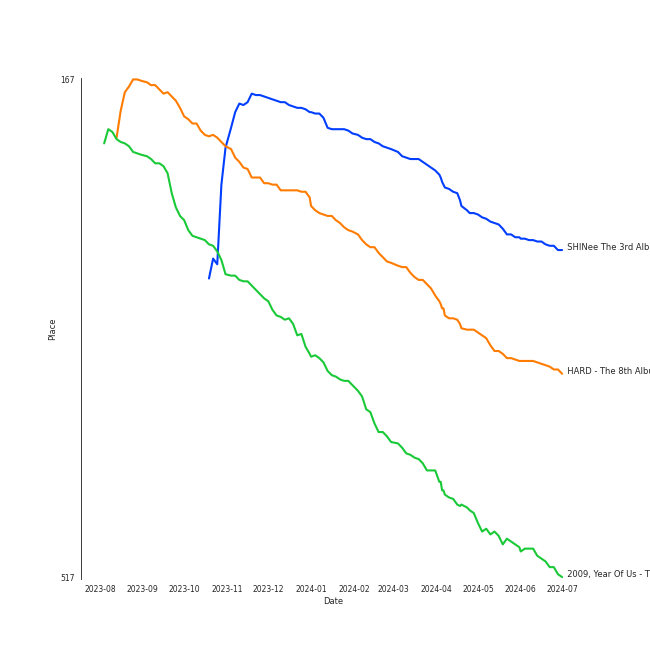 167
Place
SHINee The 3rd Alb
HARD - The 8th Albu
2009, Year Of Us - T
517
2023-08 2023-09 2023-10 2023-11 2023-12 2024-01 2024-02 2024-03 2024-04 2024-05 2024-06 2024-07
Date